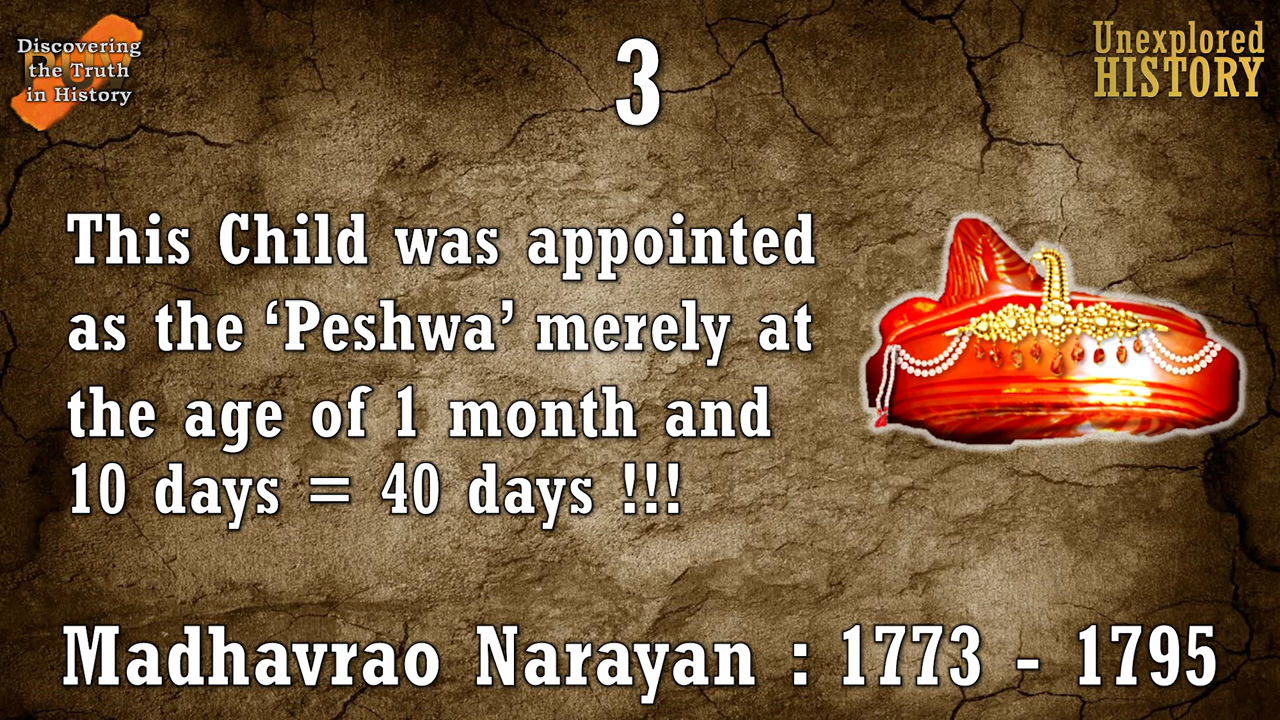 Discovering
the Truth
in History
3
Unexplored
HISTORY
This Child was appointed
as the ‘Peshwa’ merely at
the age of 1 month and
10 days = 40 days !!!
Madhavrao Narayan : 1773 - 1795